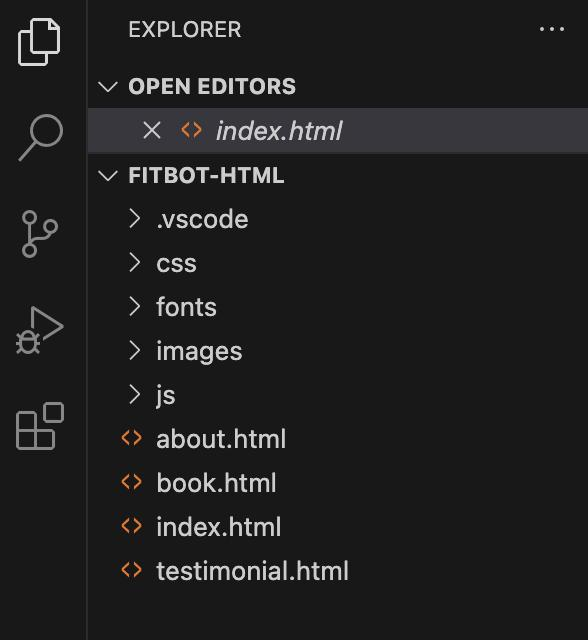 EXPLORER
OPEN EDITORS
index.html
FITBOT-HTML
.vscode
css
fonts
images
js
about.html
book.html
index.html
testimonial.html